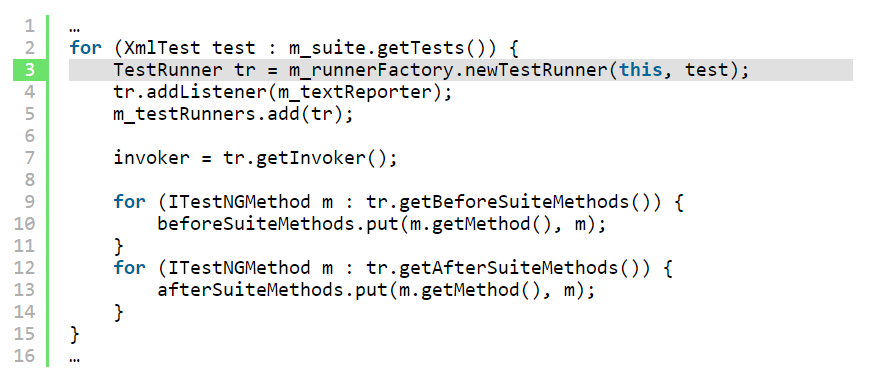 1 …
2 for (XmlTest test : m_suite.getTests()) {
3     TestRunner tr = m_runnerFactory.newTestRunner(this, test);
4     tr.addListener(m_textReporter);
5     m_testRunners.add(tr);
6
7     invoker = tr.getInvoker();
8
9     for (ITestNGMethod m : tr.getBeforeSuiteMethods()) {
10         beforeSuiteMethods.put(m.getMethod(), m);
11     }
12     for (ITestNGMethod m : tr.getAfterSuiteMethods()) {
13         afterSuiteMethods.put(m.getMethod(), m);
14     }
15 }
16 …